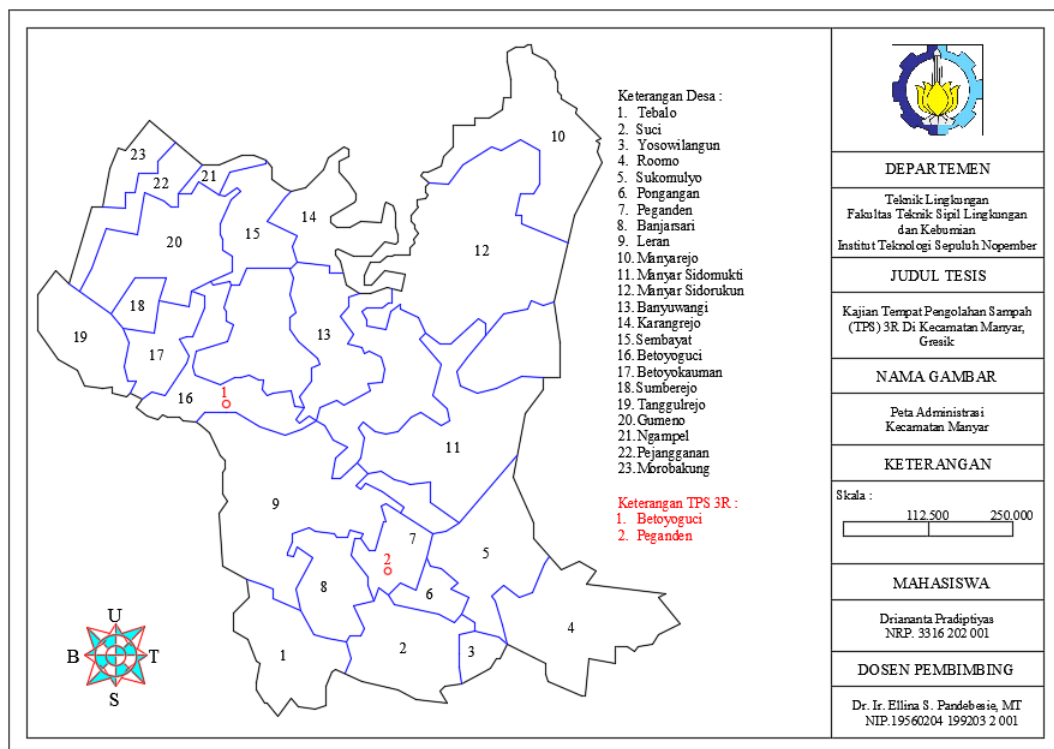 10
23
22
21
14
20
15
12
18
13
19
17
16
1
11
9
7
5
2
8
6
4
1
2
3
U
B
T
S
Keterangan Desa :
1. Tebalo
2. Suci
3. Yosowilangun
4. Roomo
5. Sukomulyo
6. Pongangan
7. Peganden
8. Banjarsari
9. Leran
10. Manyarejo
11. Manyar Sidomukti
12. Manyar Sidorukun
13. Banyuwangi
14. Karangrejo
15. Sembayat
16. Betoyoguci
17. Betoyokauman
18. Sumberejo
19. Tanggulrejo
20. Gumeno
21. Ngampel
22. Pejangganan
23. Morobakung
Keterangan TPS 3R :
1. Betoyoguci
2. Peganden
DEPARTEMEN
Teknik Lingkungan
Fakultas Teknik Sipil Lingkungan
dan Kebumian
Institut Teknologi Sepuluh Nopember
JUDUL TESIS
Kajian Tempat Pengolahan Sampah
(TPS) 3R Di Kecamatan Manyar,
Gresik
NAMA GAMBAR
Peta Administrasi
Kecamatan Manyar
KETERANGAN
Skala :
112.500 250.000
MAHASISWA
Driananta Pradiptiyas
NRP. 3316 202 001
DOSEN PEMBIMBING
Dr. Ir. Ellina S. Pandebesie, MT
NIP.19560204 199203 2 001